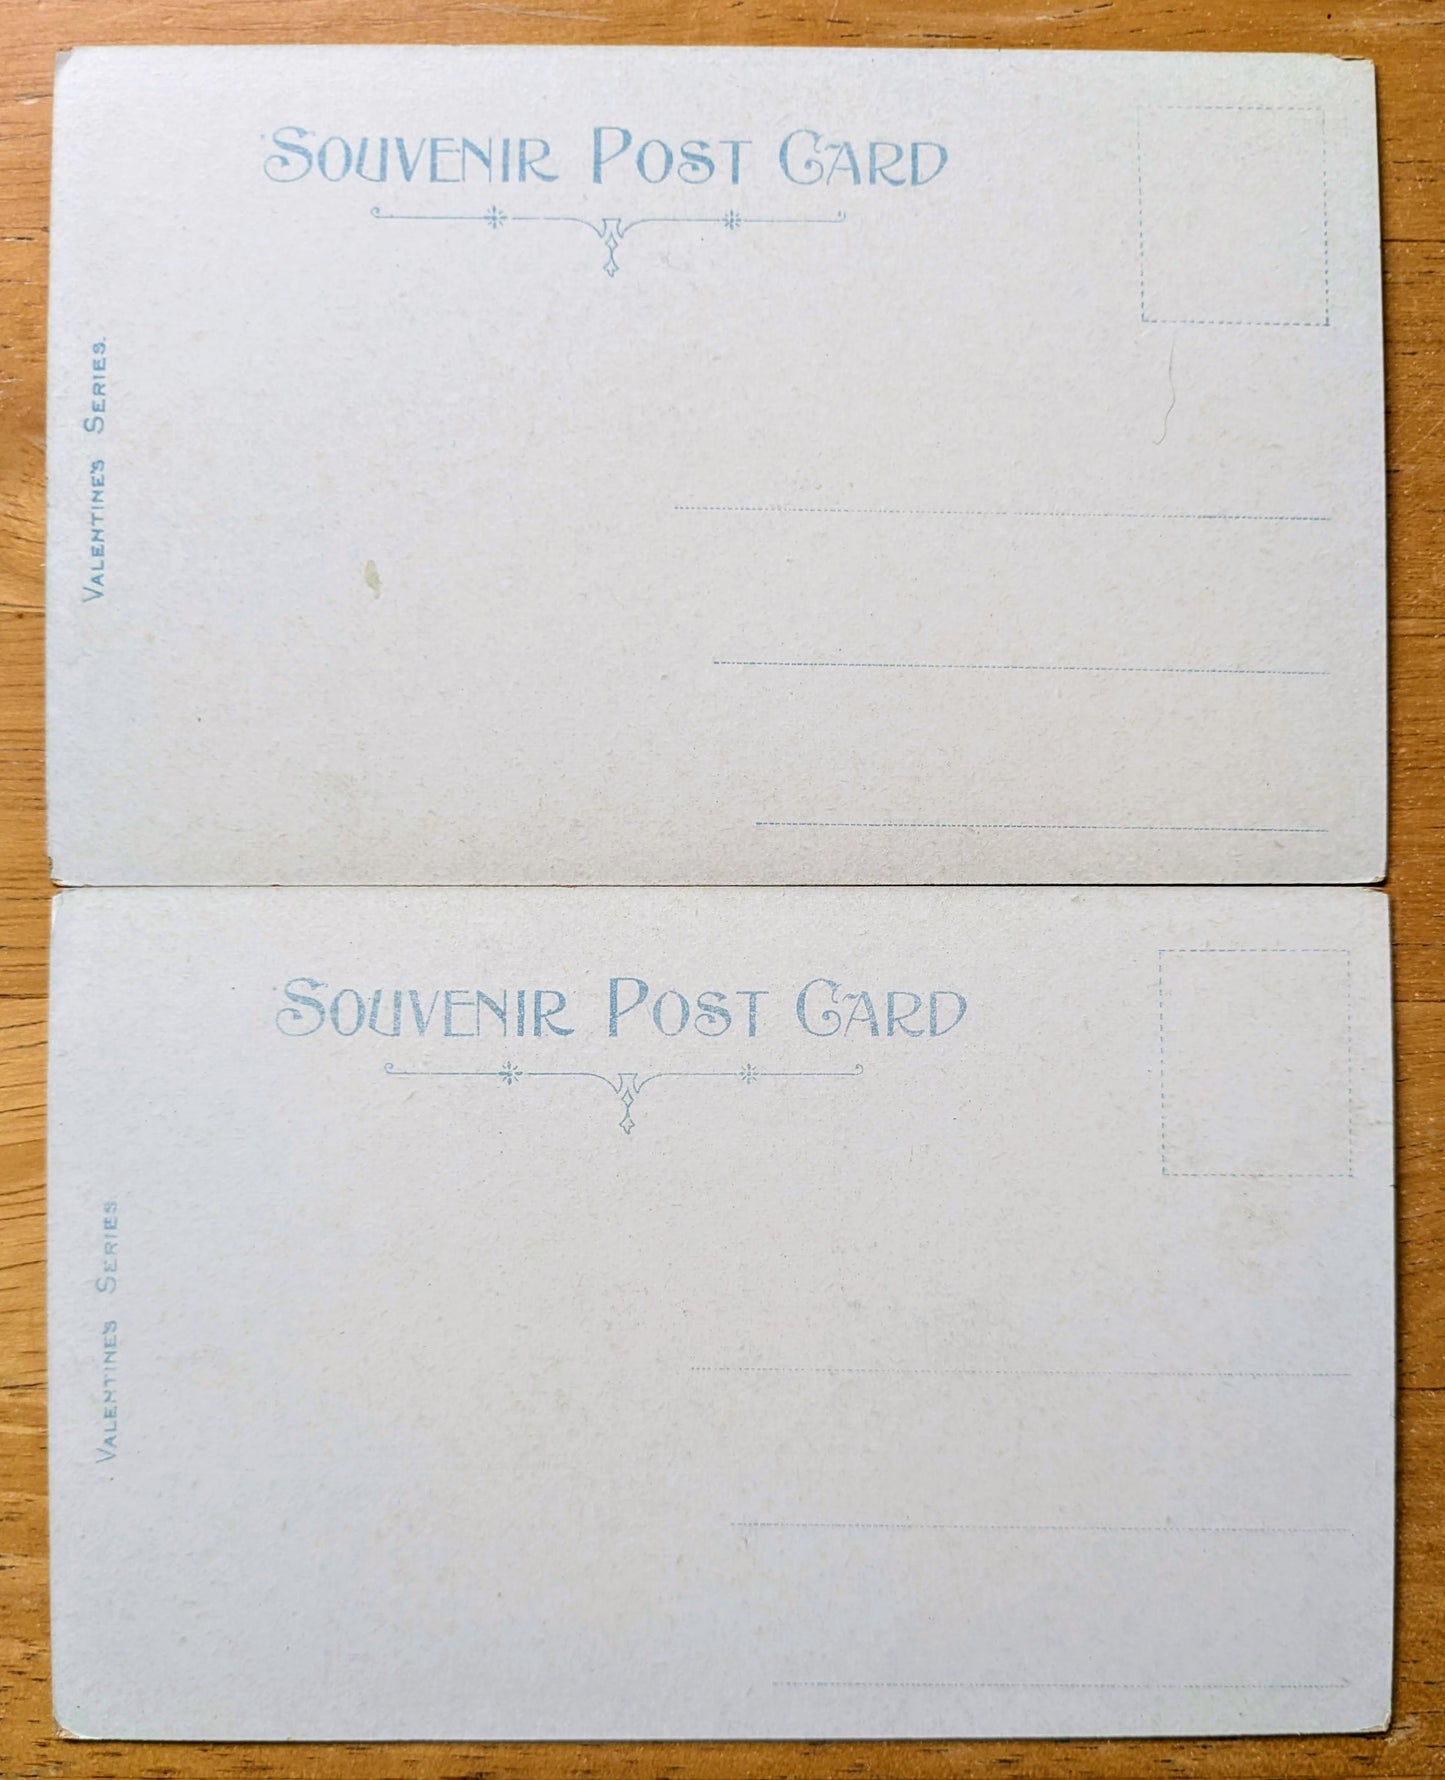 SOUVENIR POST CARD
VALENTINE'S SERIES.
SOUVENIR POST CARD
VALENTINE'S SERIES